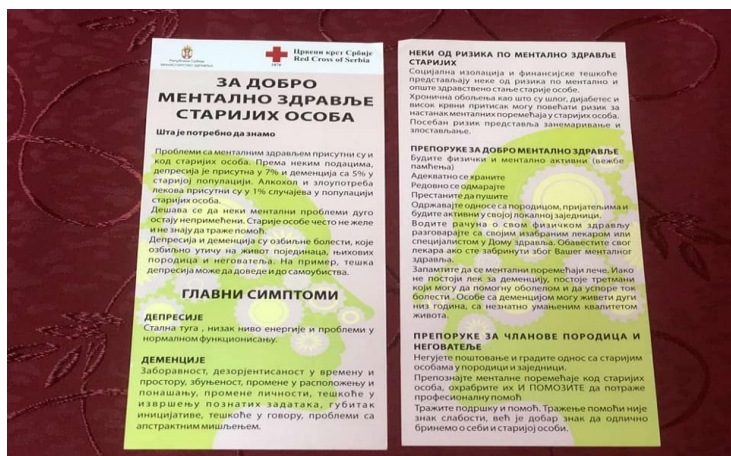 Република Србија
МИНИСТАРСТВО ЗДРАВЉА
Црвени крст Србије
Red Cross of Serbia
1876
ЗА ДОБРО
МЕНТАЛНО ЗДРАВЉЕ
СТАРИЈИХ ОСОБА
Шта је потребно да знамо
Проблеми са менталним здрављем присутни су и
код старијих особа. Према неким подацима,
депресија је присутна у 7% и деменција са 5% у
старијој популацији. Алкохол и злоупотреба
лекова присутни су у 1% случајева у популацији
старијих особа.
Дешава се да неки ментални проблеми дуго
остају непримећени. Старије особе често не желе
и не знају да траже помоћ.
Депресија и деменција су озбиљне болести, које
озбиљно утичу на живот појединаца, њихових
породица и неговатеља. На пример, тешка
депресија може да доведе и до самоубиства.
ГЛАВНИ СИМПТОМИ
ДЕПРЕСИЈЕ
Стална туга , низак ниво енергије и проблеми у
нормалном функционисању.
ДЕМЕНЦИЈЕ
Заборавност, дезорјентисаност у времену и
простору, збуњеност, промене у расположењу и
понашању, промене личности, тешкоће у
извршењу познатих задатака, губитак
иницијативе, тешкоће у говору, проблеми са
апстрактним мишљењем.
НЕКИ ОД РИЗИКА ПО МЕНТАЛНО ЗДРАВЉЕ
СТАРИЈИХ
Социјална изолација и финансијске тешкоће
представљају неке од ризика по ментално и
опште здравствено стање старије особе.
Хронична обољења као што су шлог, дијабетес и
висок крвни притисак могу повећати ризик за
настанак менталних поремећаја у старијих особа.
Посебан ризик представља занемаривање и
злостављање.
ПРЕПОРУКЕ ЗА ДОБРО МЕНТАЛНО ЗДРАВЉЕ
Будите физички и ментално активни (вежбе
памћења)
Адекватно се храните
Редовно се одмарајте
Престаните да пушите
Одржавајте односе са породицом, пријатељима и
будите активни у својој локалној заједници.
Водите рачуна о свом физичком здрављу
разговарајте са својим изабраним лекаром или
специјалистом у Дому здравља. Обавестите свог
лекара ако сте забринути због Вашег менталног
здравља.
Запамтите да се ментални поремећаји лече. Иако
не постоји лек за деменцију, постоје третмани
који могу да помогну оболелом и да успоре ток
болести . Особе са деменцијом могу живети дуги
низ година, са незнатно умањеним квалитетом
живота.
ПРЕПОРУКЕ ЗА ЧЛАНОВЕ ПОРОДИЦА И
НЕГОВАТЕЉЕ
Негујете поштовање и градите однос са старијим
особама у породици и заједници.
Препознајте менталне поремећаје код старијих
особа, охрабрите их И ПОМОЗИТЕ да потраже
професионалну помоћ
Тражите подршку и помоћ. Тражење помоћи није
знак слабости, већ је добар знак да одлично
бринемо о себи и старијој особи.